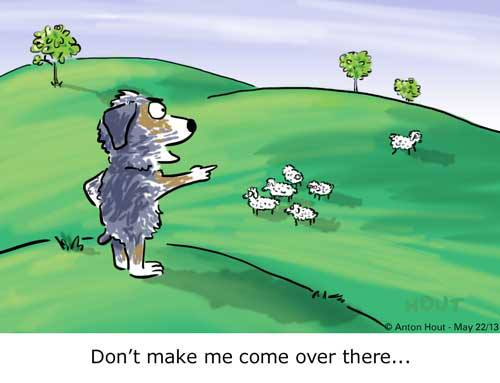 HOUT
© Anton Hout - May 22/13
Don't make me come over there...